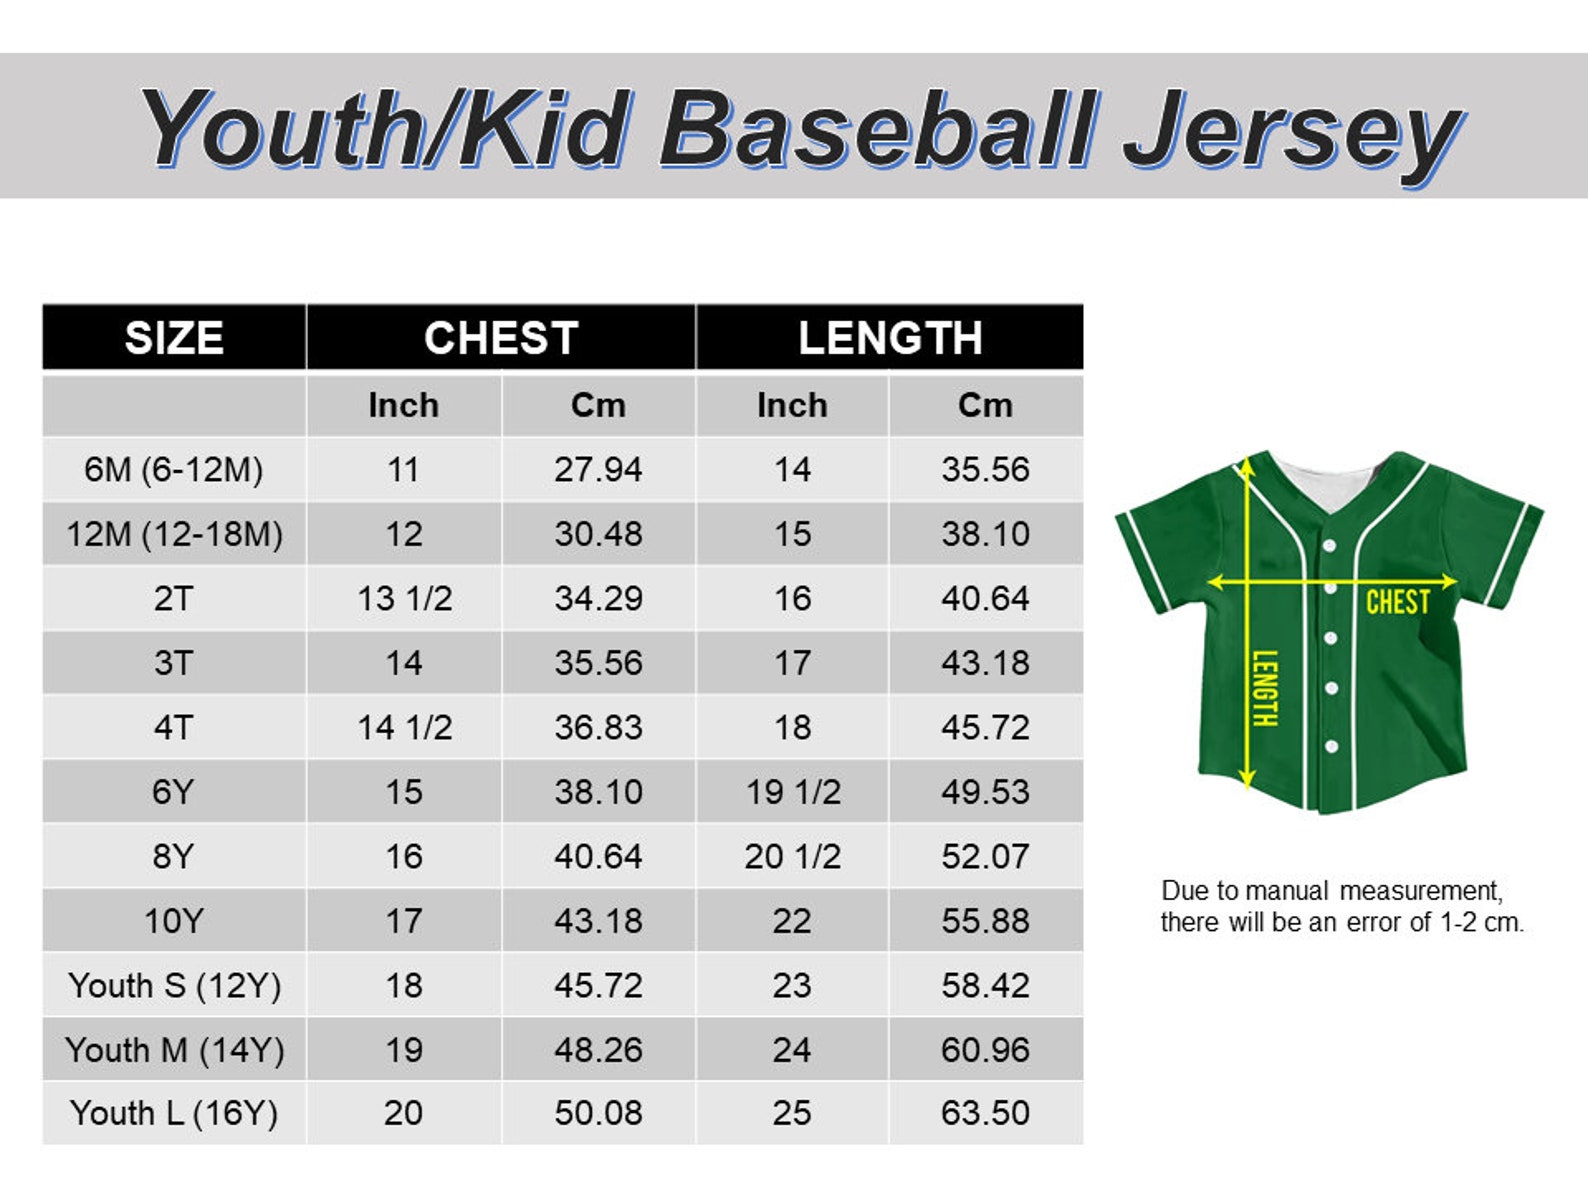 Youth/Kid Baseball Jersey
SIZE CHEST LENGTH
Inch Cm Inch Cm
6M (6-12M) 11 27.94 14 35.56
12M (12-18M) 12 30.48 15 38.10
2T 13 1/2 34.29 16 40.64
3T 14 35.56 17 43.18
4T 14 1/2 36.83 18 45.72
6Y 15 38.10 19 1/2 49.53
8Y 16 40.64 20 1/2 52.07
10Y 17 43.18 22 55.88
Youth S (12Y) 18 45.72 23 58.42
Youth M (14Y) 19 48.26 24 60.96
Youth L (16Y) 20 50.08 25 63.50
CHEST
LENGTH
Due to manual measurement,
there will be an error of 1-2 cm.